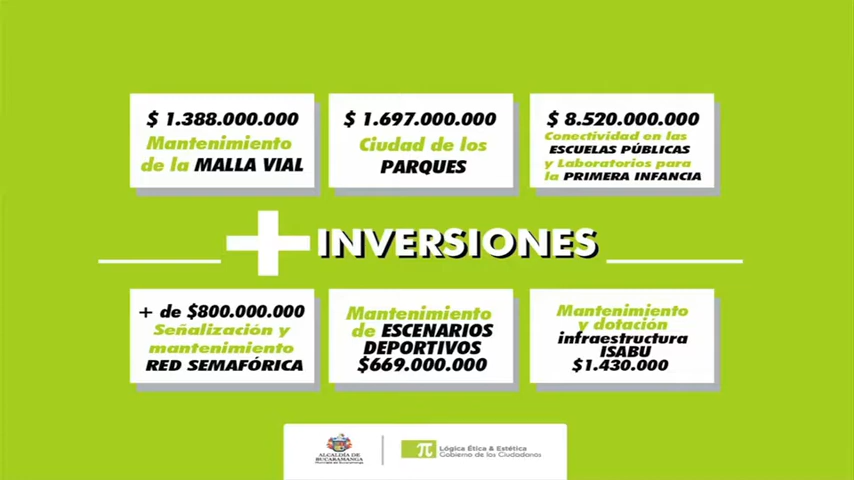 $ 1.388.000.000
Mantenimiento
de la MALLA VIAL
$ 1.697.000.000
Ciudad de los
PARQUES
$ 8.520.000.000
Conectividad en las
ESCUELAS PÚBLICAS
y Laboratorios para
la PRIMERA INFANCIA
+INVERSIONES
+ de $800.000.000
Señalización y
mantenimiento
RED SEMAFÓRICA
Mantenimiento
de ESCENARIOS
DEPORTIVOS
$669.000.000
Mantenimiento
y dotación
infraestructura
ISABU
$1.430.000
ALCALDÍA DE
BUCARAMANGA
Municipio de Bucaramanga
π
Lógica Ética & Estética
Gobierno de los Ciudadanos